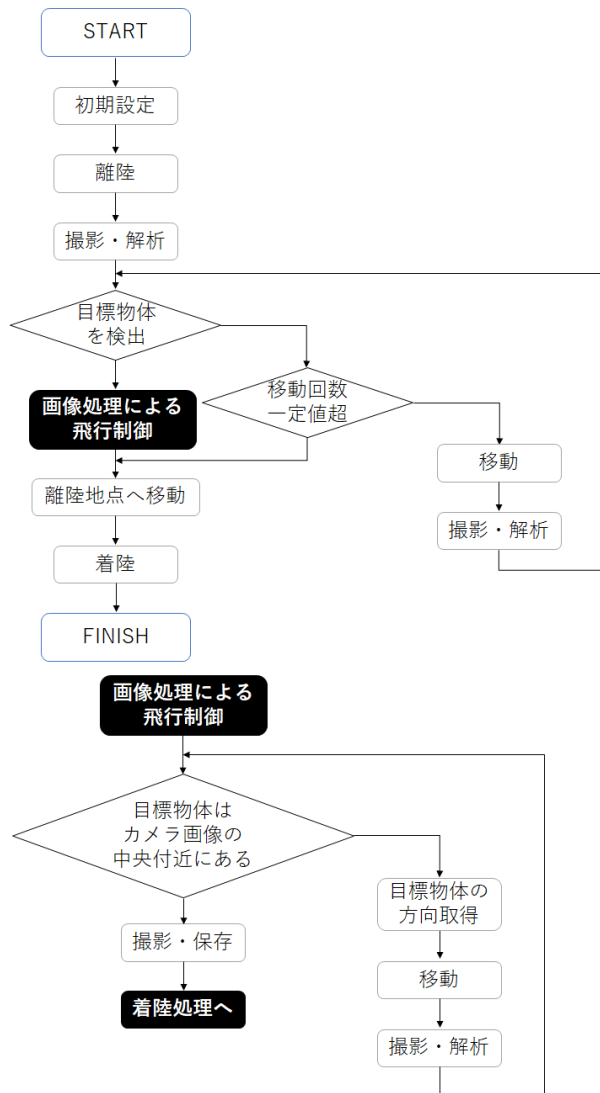 START
初期設定
離陸
撮影・解析
目標物体
を検出
画像処理による
飛行制御
移動回数
一定値超
移動
撮影・解析
離陸地点へ移動
着陸
FINISH
画像処理による
飛行制御
目標物体は
カメラ画像の
中央付近にある
目標物体の
方向取得
撮影・保存
移動
着陸処理へ
撮影・解析